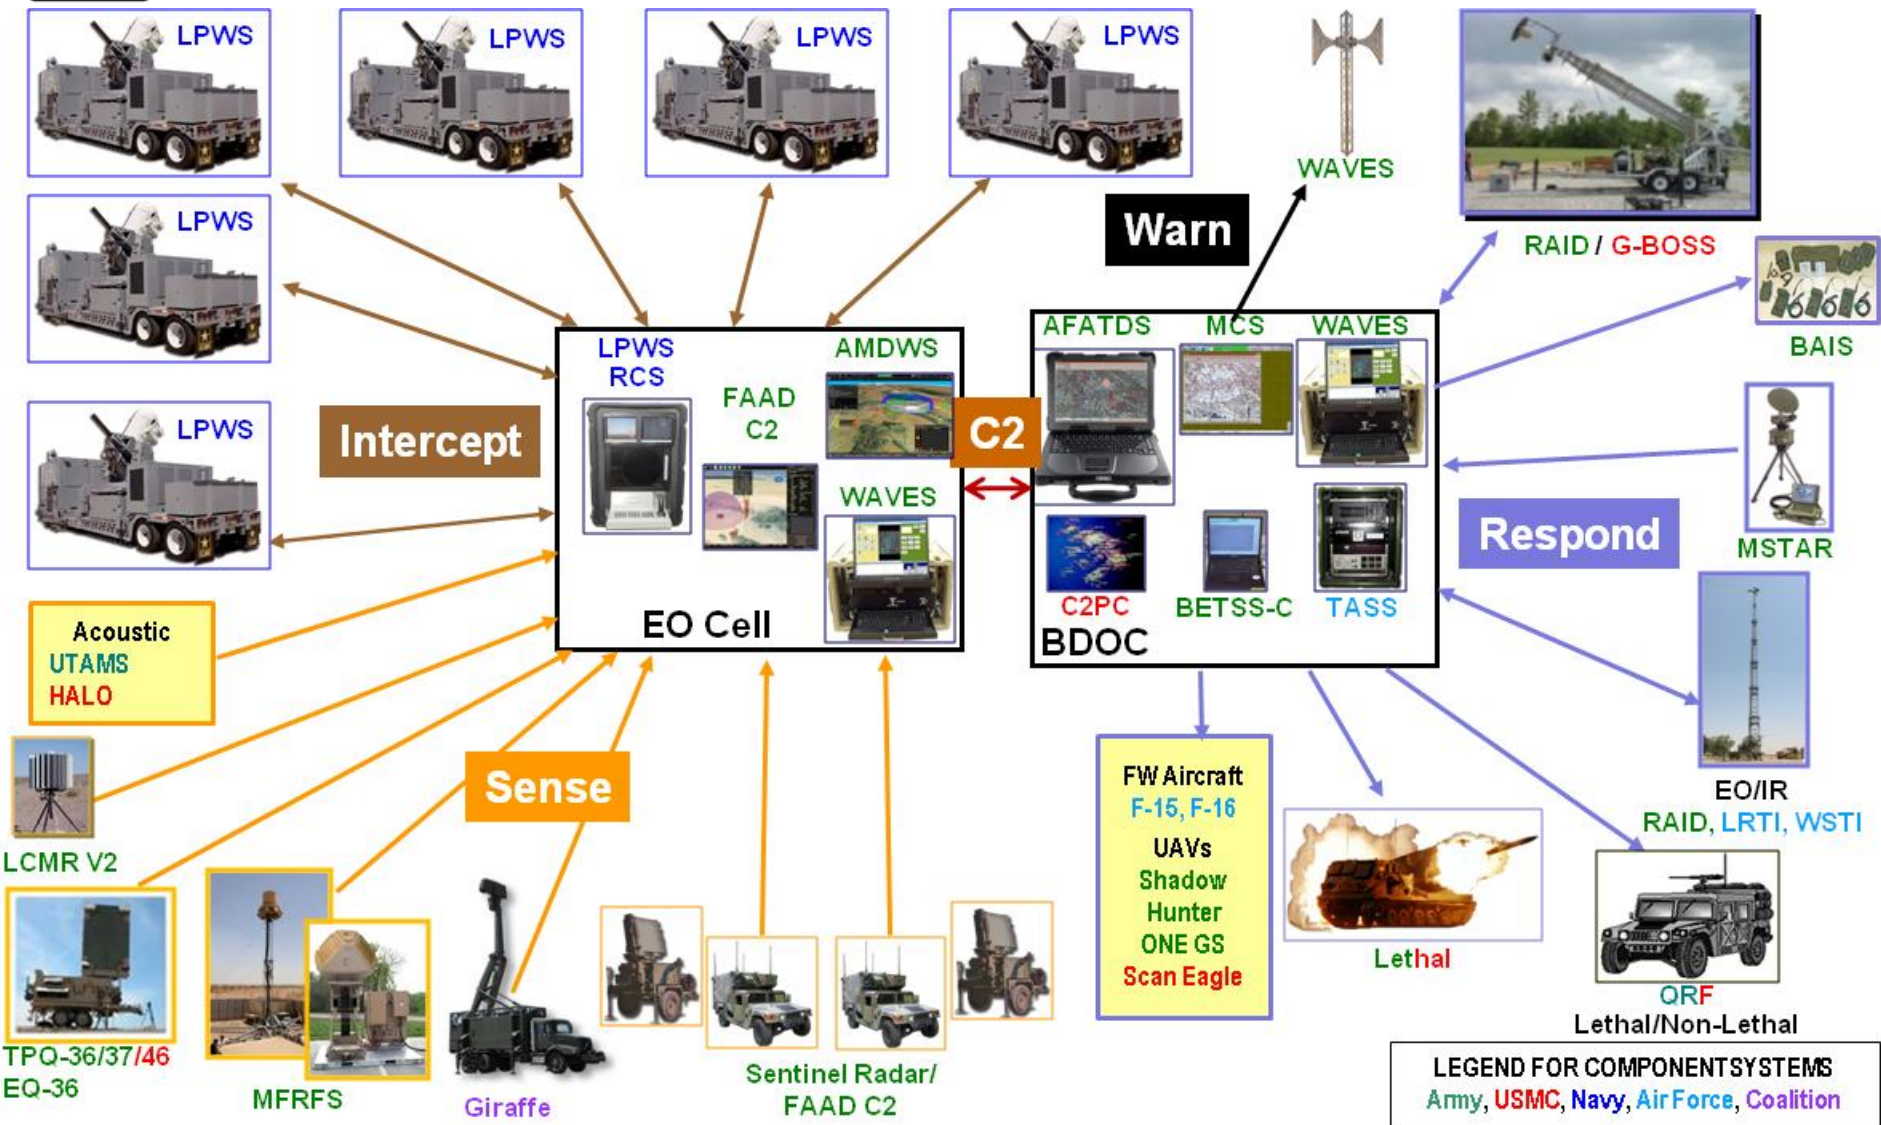 LPWS
LPWS
LPWS
LPWS
WAVES
RAID / G-BOSS
LPWS
Warn
BAIS
LPWS
Intercept
LPWS
RCS
FAAD
C2
AMDWS
WAVES
EO Cell
C2
AFATDS
MCS
WAVES
C2PC
BETSS-C
TASS
BDOC
MSTAR
Respond
EO/IR
RAID, LRTI, WSTI
Acoustic
UTAMS
HALO
Sense
LCMR V2
TPQ-36/37/46
EQ-36
MFRFS
Giraffe
Sentinel Radar/
FAAD C2
FW Aircraft
F-15, F-16
UAVs
Shadow
Hunter
ONE GS
Scan Eagle
Lethal
QRF
Lethal/Non-Lethal
LEGEND FOR COMPONENTSYSTEMS
Army, USMC, Navy, Air Force, Coalition